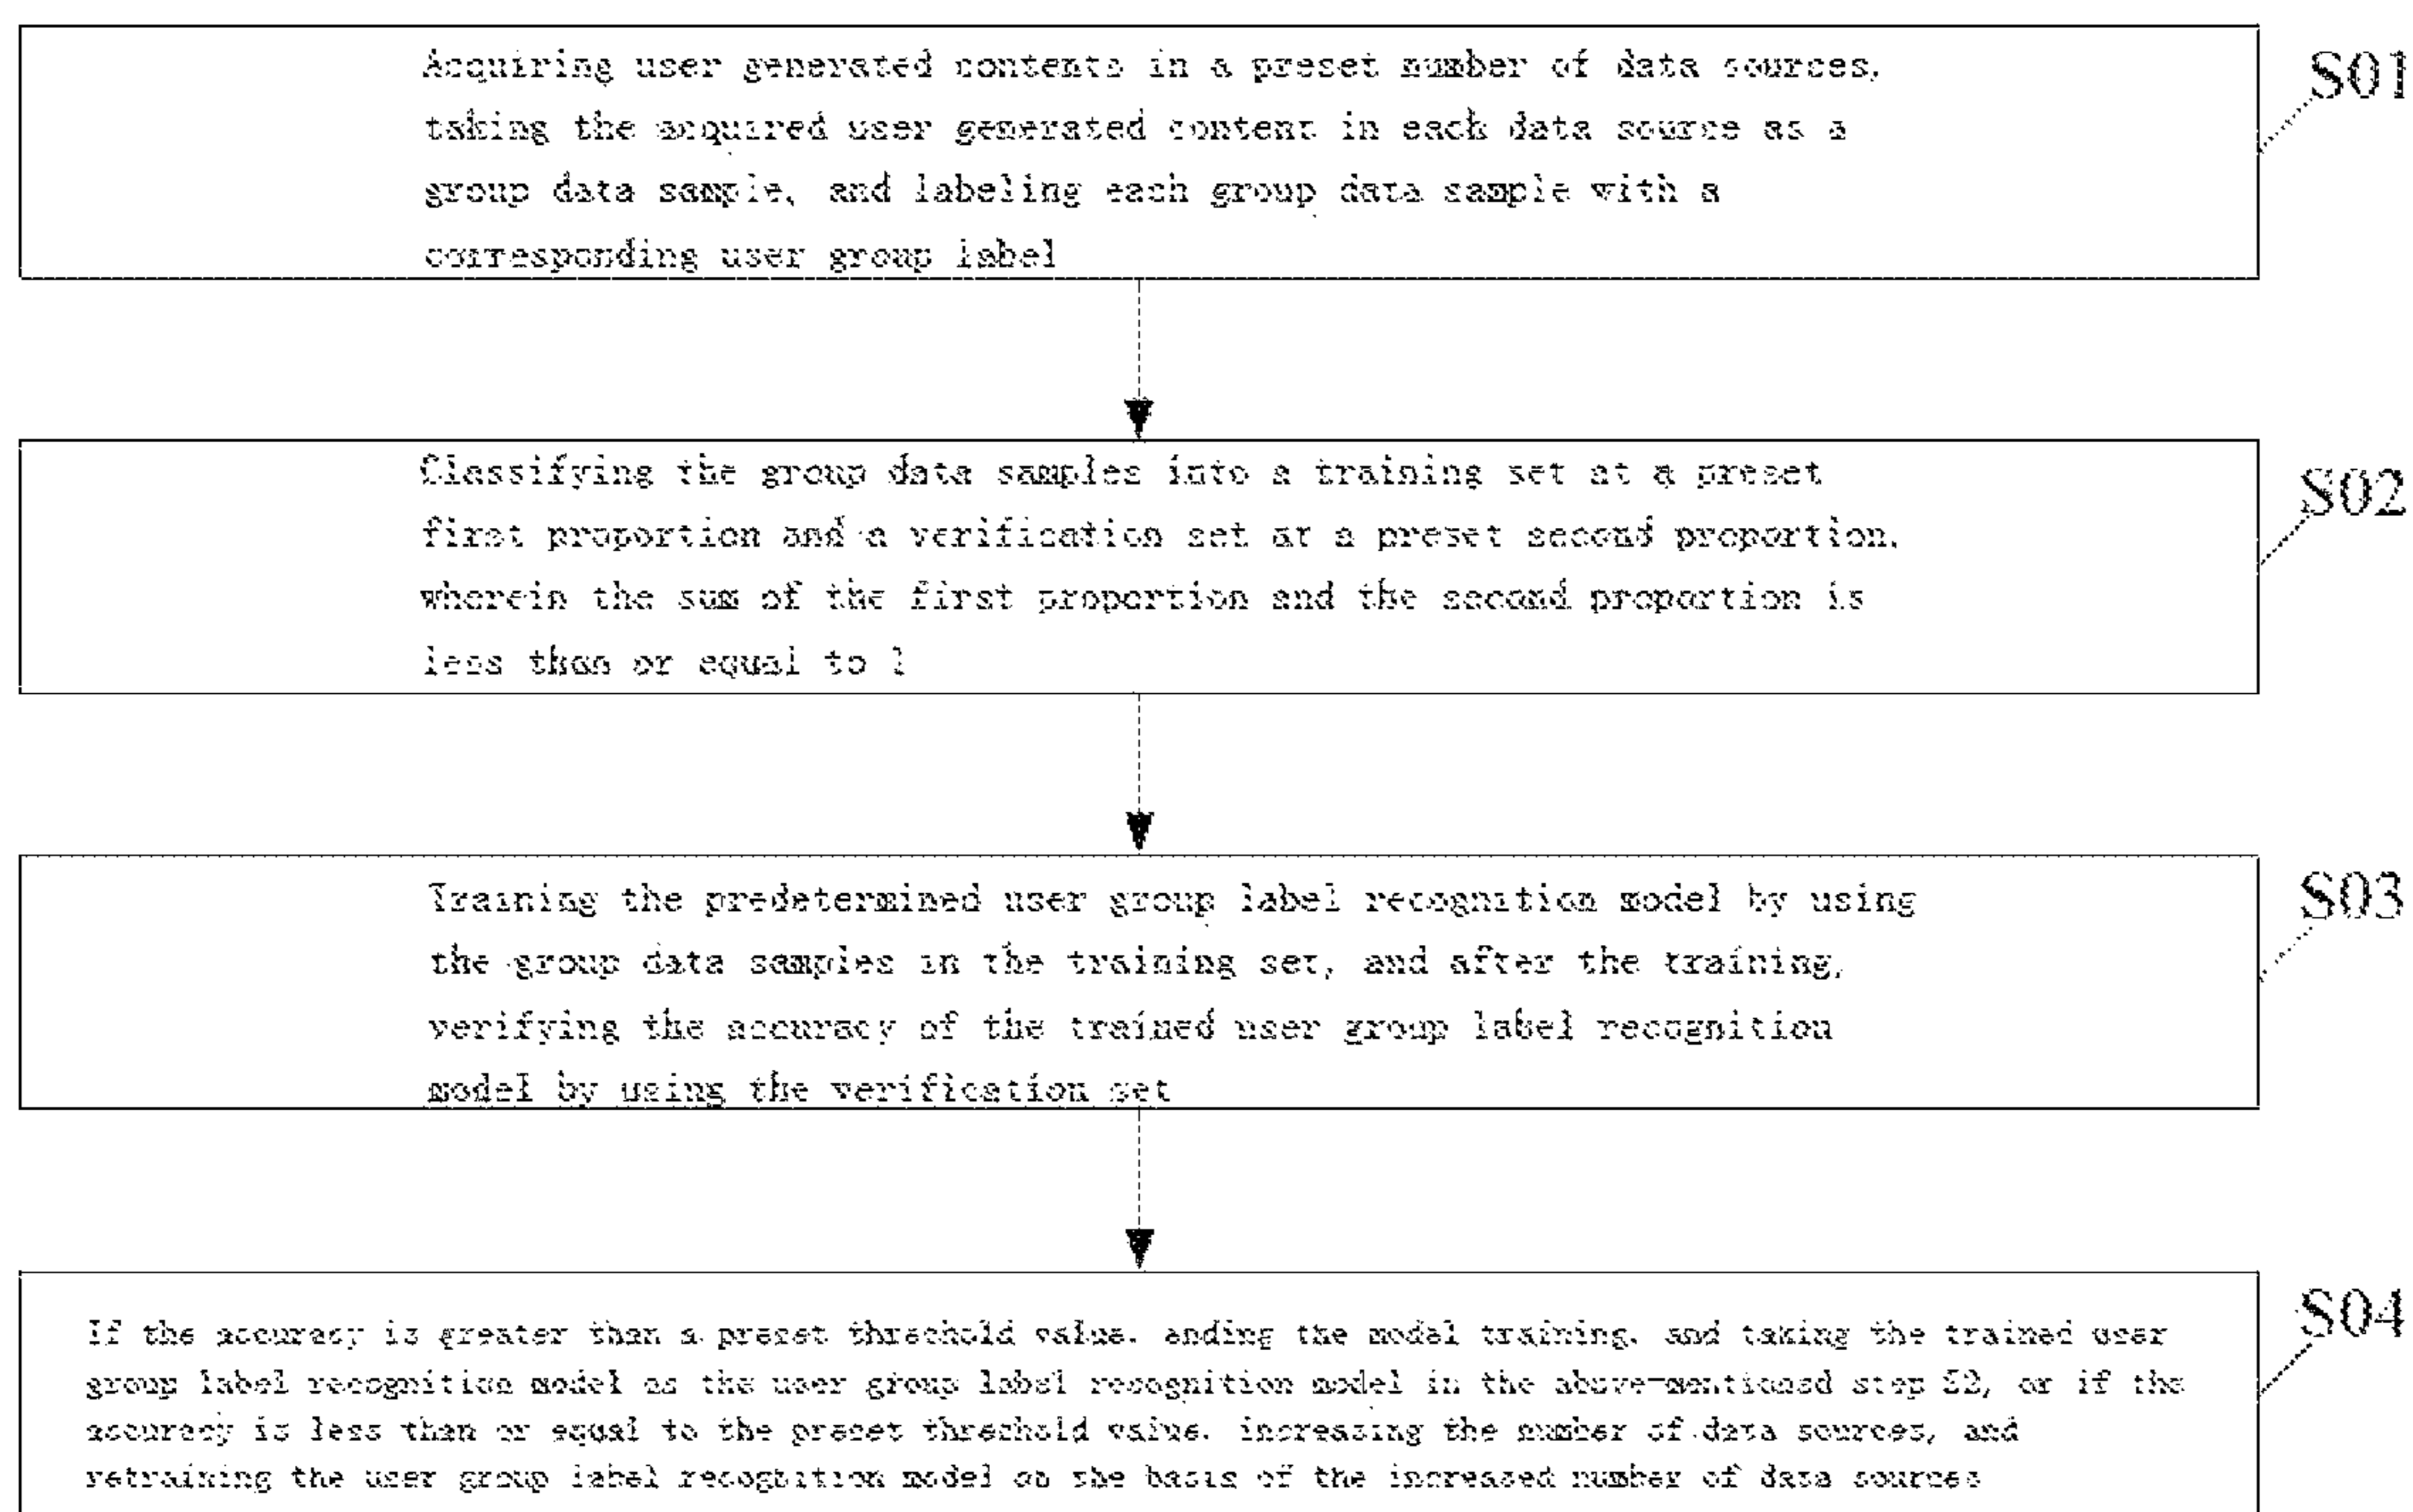 Acquiring user generated contents in a preset number of data sources,
taking the acquired user generated content in each data source as a
group data sample, and labeling each group data sample with a
corresponding user group label
S01
Classifying the group data samples into a training set at a preset
first proportion and a verification set at a preset second proportion,
wherein the sum of the first proportion and the second proportion is
less than or equal to 1
S02
Training the predetermined user group label recognition model by using
the group data samples in the training set, and after the training,
verifying the accuracy of the trained user group label recognition
model by using the verification set
S03
If the accuracy is greater than a preset threshold value, ending the model training, and taking the trained user
group label recognition model as the user group label recognition model in the above-mentioned step S2, or if the
accuracy is less than or equal to the preset threshold value, increasing the number of data sources, and
retraining the user group label recognition model on the basis of the increased number of data sources
S04